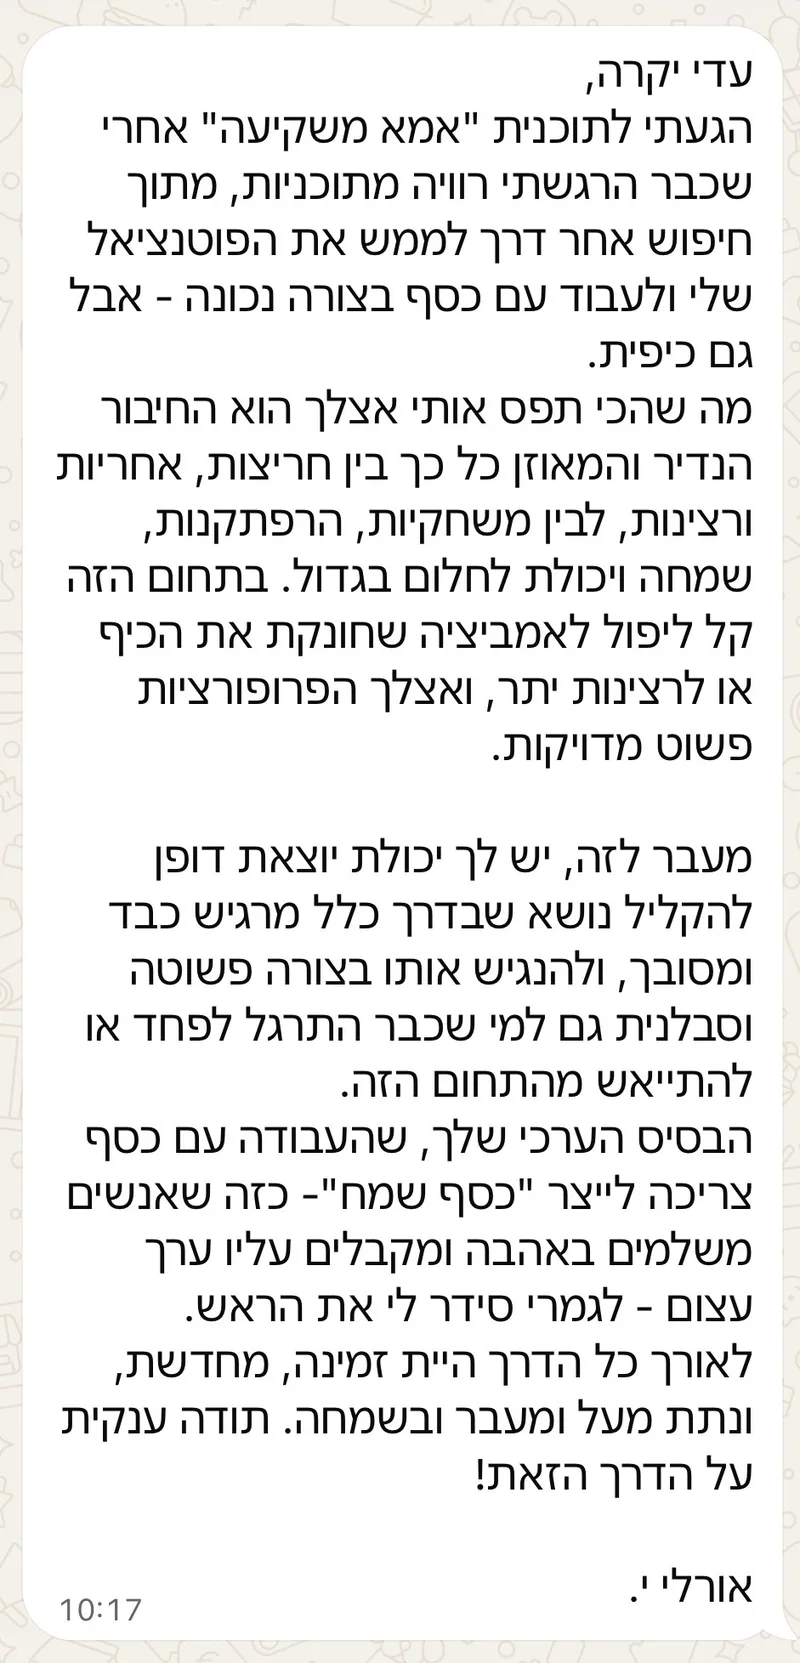 עדי יקרה,
הגעתי לתוכנית "אמא משקיעה" אחרי
שכבר הרגשתי רוויה מתוכניות, מתוך
חיפוש אחר דרך לממש את הפוטנציאל
שלי ולעבוד עם כסף בצורה נכונה - אבל
גם כיפית.
מה שהכי תפס אותי אצלך הוא החיבור
הנדיר והמאוזן כל כך בין חריצות, אחריות
ורצינות, לבין משחקיות, הרפתקנות,
שמחה ויכולת לחלום בגדול. בתחום הזה
קל ליפול לאמביציה שחונקת את הכיף
או לרצינות יתר, ואצלך הפרופורציות
פשוט מדויקות.
מעבר לזה, יש לך יכולת יוצאת דופן
להקליל נושא שבדרך כלל מרגיש כבד
ומסובך, ולהנגיש אותו בצורה פשוטה
וסבלנית גם למי שכבר התרגל לפחד או
להתייאש מהתחום הזה.
הבסיס הערכי שלך, שהעבודה עם כסף
צריכה לייצר "כסף שמח"- כזה שאנשים
משלמים באהבה ומקבלים עליו ערך
עצום - לגמרי סידר לי את הראש.
לאורך כל הדרך היית זמינה, מחדשת,
ונתת מעל ומעבר ובשמחה. תודה ענקית
על הדרך הזאת!
אורלי י.
10:17